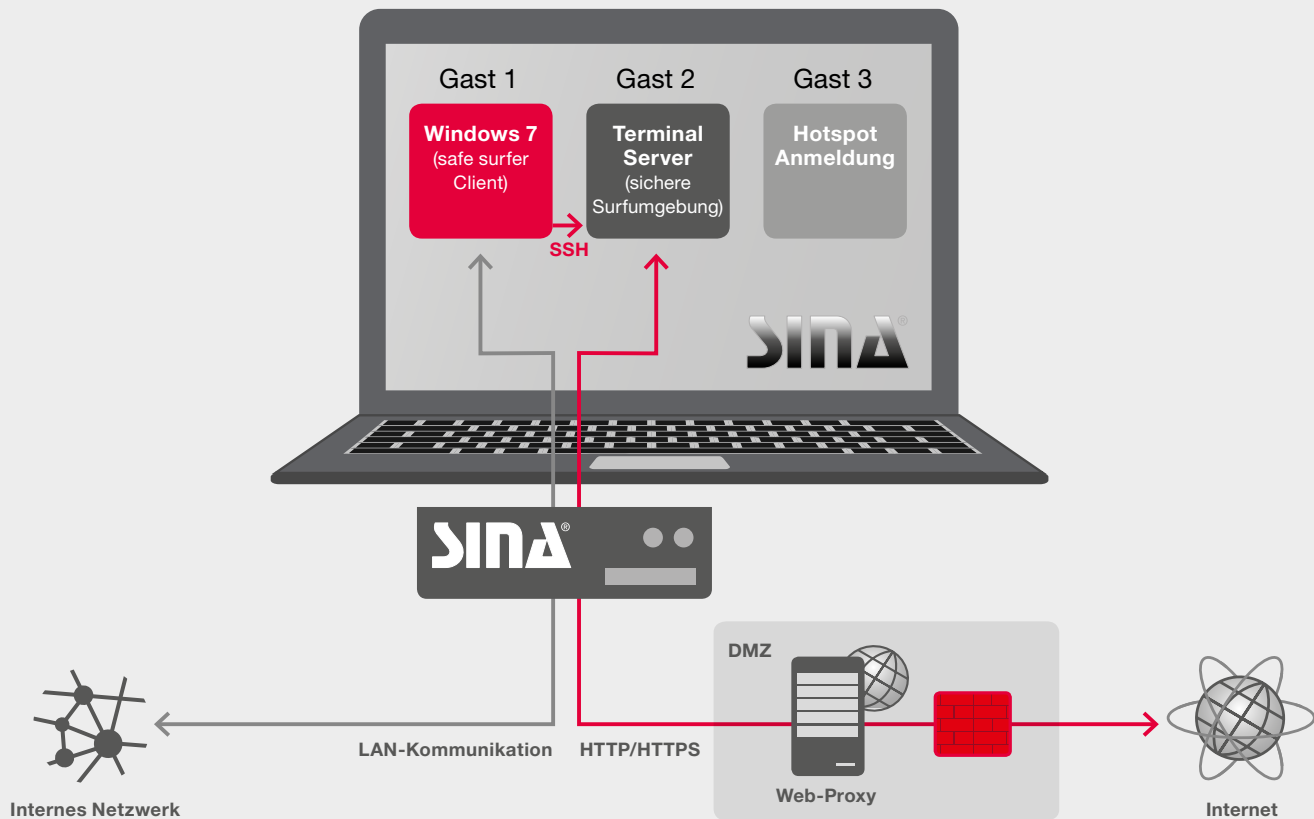 Gast 1
Gast 2
Gast 3
Windows 7
(safe surfer
Client)
Terminal
Server
(sichere
Surfumgebung)
Hotspot
Anmeldung
SSH
SINA®
SINA®
DMZ
LAN-Kommunikation
HTTP/HTTPS
Web-Proxy
Internes Netzwerk
Internet